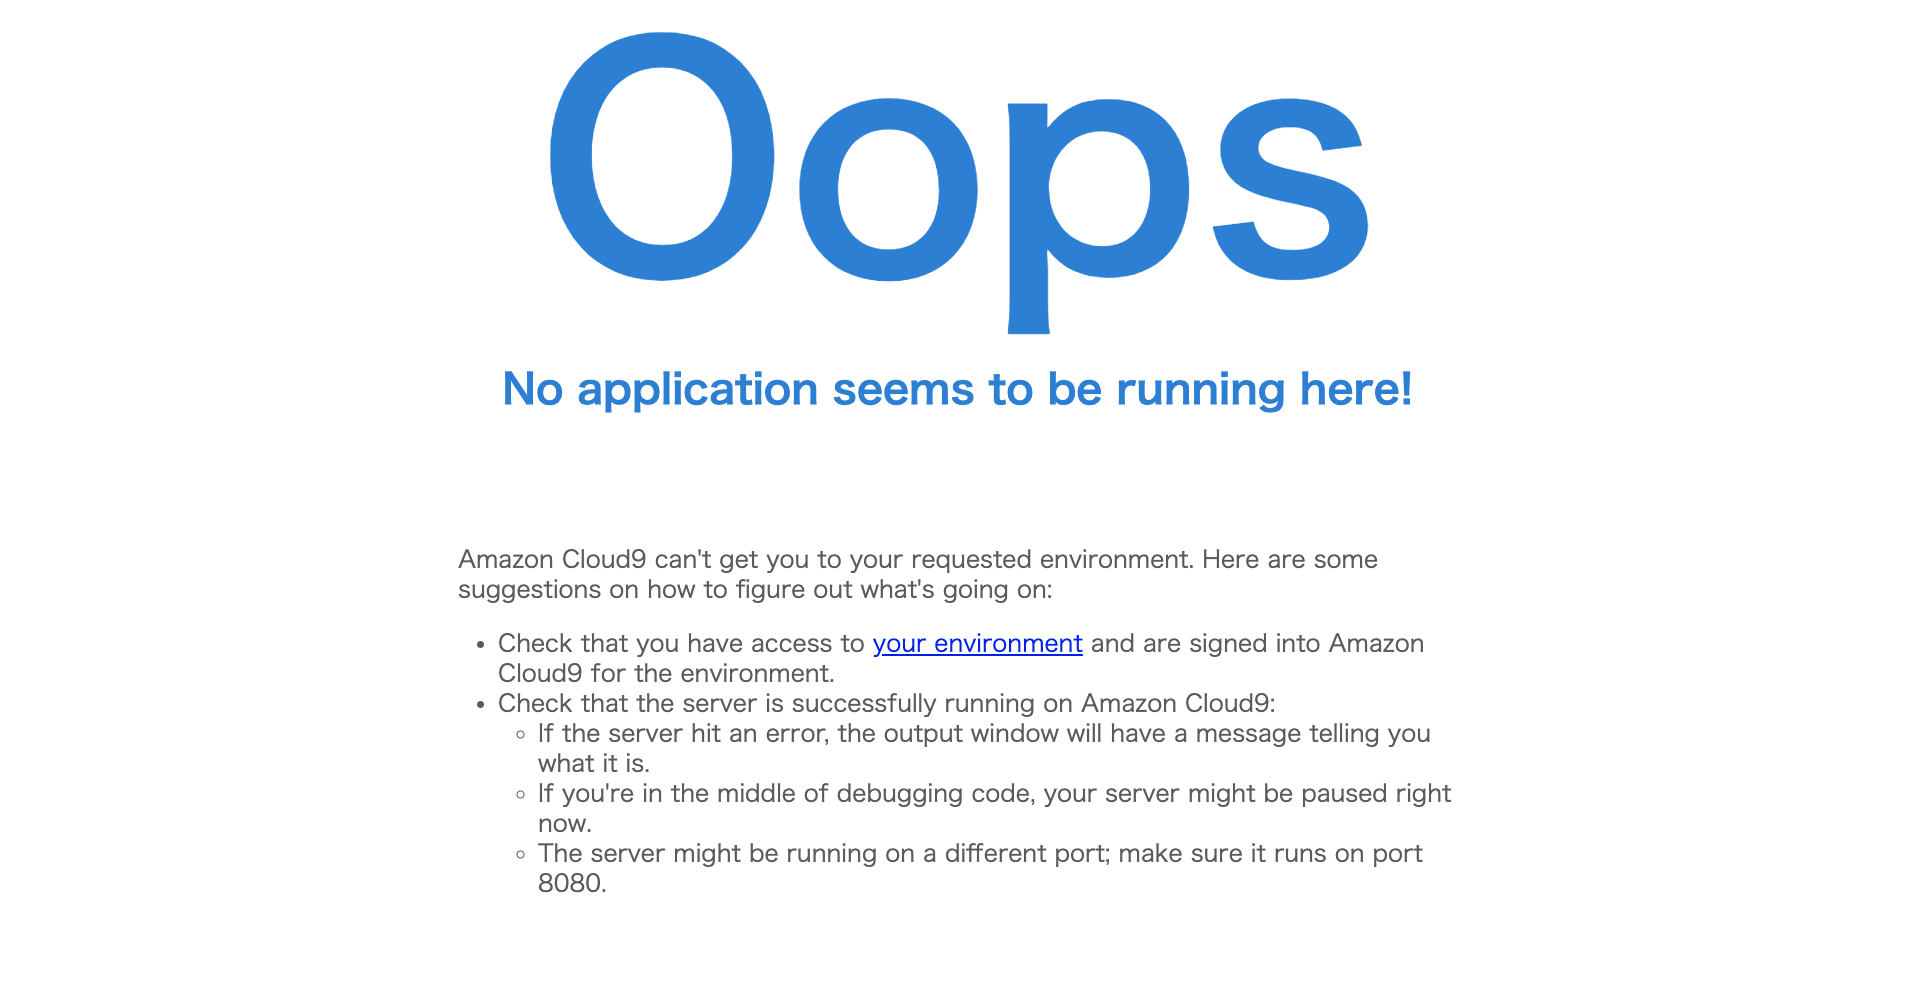 Oops
No application seems to be running here!
Amazon Cloud9 can't get you to your requested environment. Here are some
suggestions on how to figure out what's going on:
• Check that you have access to your environment and are signed into Amazon
Cloud9 for the environment.
• Check that the server is successfully running on Amazon Cloud9:
◦ If the server hit an error, the output window will have a message telling you
what it is.
◦ If you're in the middle of debugging code, your server might be paused right
now.
◦ The server might be running on a different port; make sure it runs on port
8080.